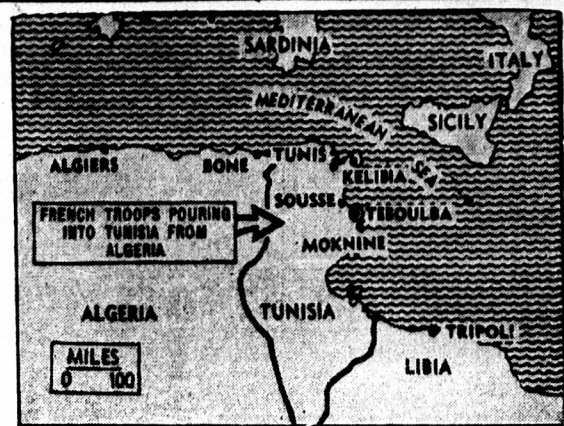 SARDINIA
ITALY
MEDITERRANEAN
SEA
SICILY
ALGIERS
BONE
TUNIS
KELIBIA
SOUSSE
TEBOULBA
FRENCH TROOPS POURING
INTO TUNISIA FROM
ALGERIA
MOKNINE
ALGERIA
TUNISIA
TRIPOLI
MILES
0 100
LIBIA